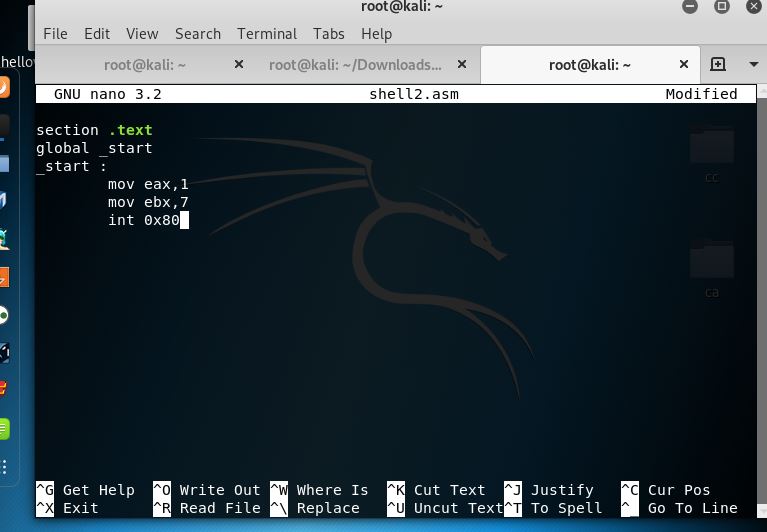 root@kali: ~
hello
File Edit View Search Terminal Tabs Help
root@kali: ~ × root@kali: ~/Downloads... × root@kali: ~ ×
GNU nano 3.2 shell2.asm Modified
section .text
global _start
_start :
mov eax,1
mov ebx,7
int 0x80
cc
ca
^G Get Help ^O Write Out ^W Where Is ^K Cut Text ^J Justify ^C Cur Pos
^X Exit ^R Read File ^\ Replace ^U Uncut Text ^T To Spell ^_ Go To Line